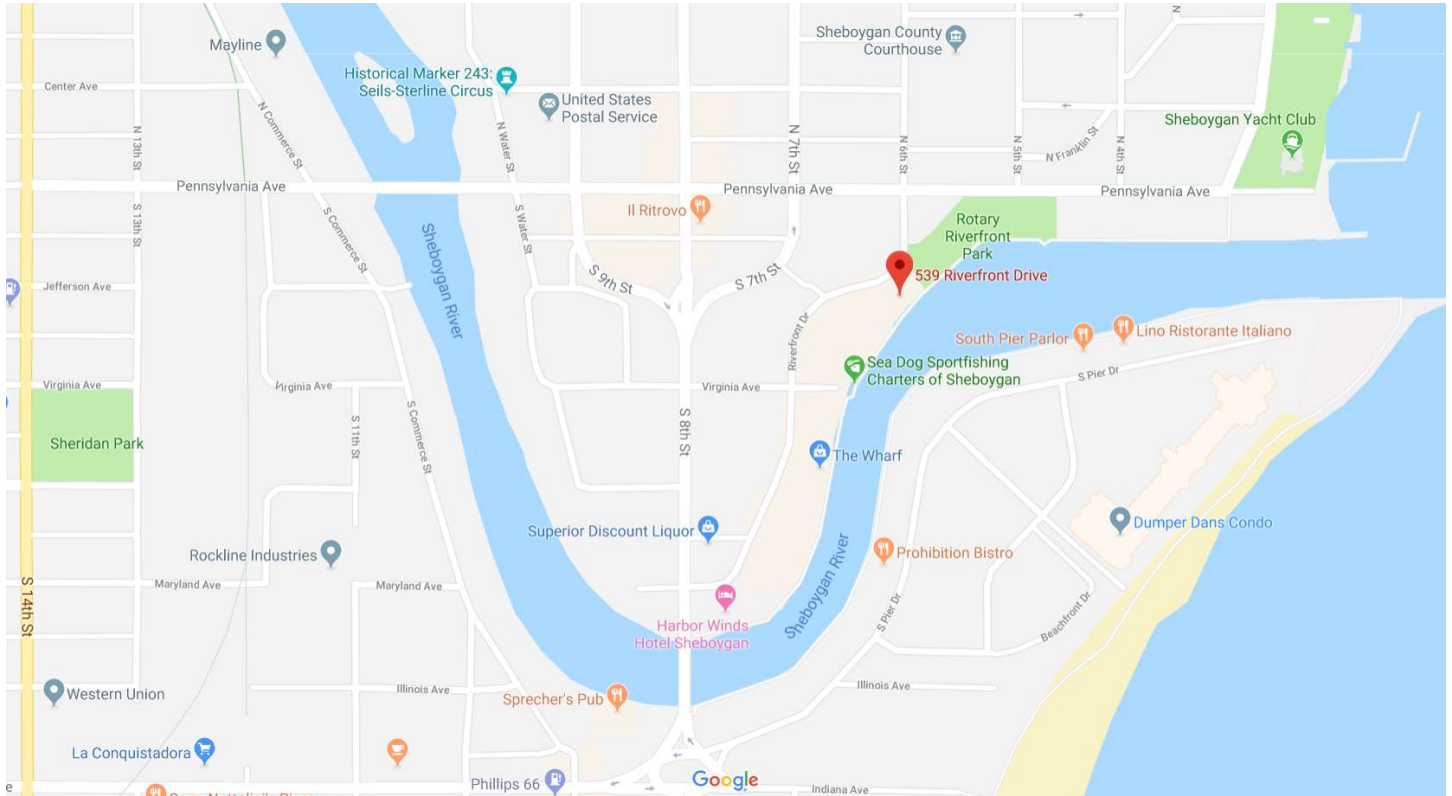 Mayline
Sheboygan County
Courthouse
N
Historical Marker 243:
Seils-Sterline Circus
Center Ave
United States
Postal Service
Sheboygan Yacht Club
N 13th St
N Commerce St
N Water St
N 7th St
N 6th St
N 5th St
N Franklin St
N 4th St
Pennsylvania Ave
Pennsylvania Ave
Pennsylvania Ave
Il Ritrovo
S 13th St
S Commerce St
S Water St
Rotary
Riverfront
Park
Sheboygan River
S 9th St
S 7th St
539 Riverfront Drive
Jefferson Ave
Riverfront Dr
South Pier Parlor
Lino Ristorante Italiano
Sea Dog Sportfishing
Charters of Sheboygan
S Pier Dr
Virginia Ave
Virginia Ave
Virginia Ave
Sheridan Park
S 11th St
S Commerce St
S 8th St
The Wharf
Superior Discount Liquor
Dumper Dans Condo
Rockline Industries
Prohibition Bistro
Sheboygan River
S 14th St
Maryland Ave
Maryland Ave
Harbor Winds
Hotel Sheboygan
S Pier Dr
Beachfront Dr
Western Union
Illinois Ave
Sprecher's Pub
Illinois Ave
La Conquistadora
Phillips 66
Google
Indiana Ave
e